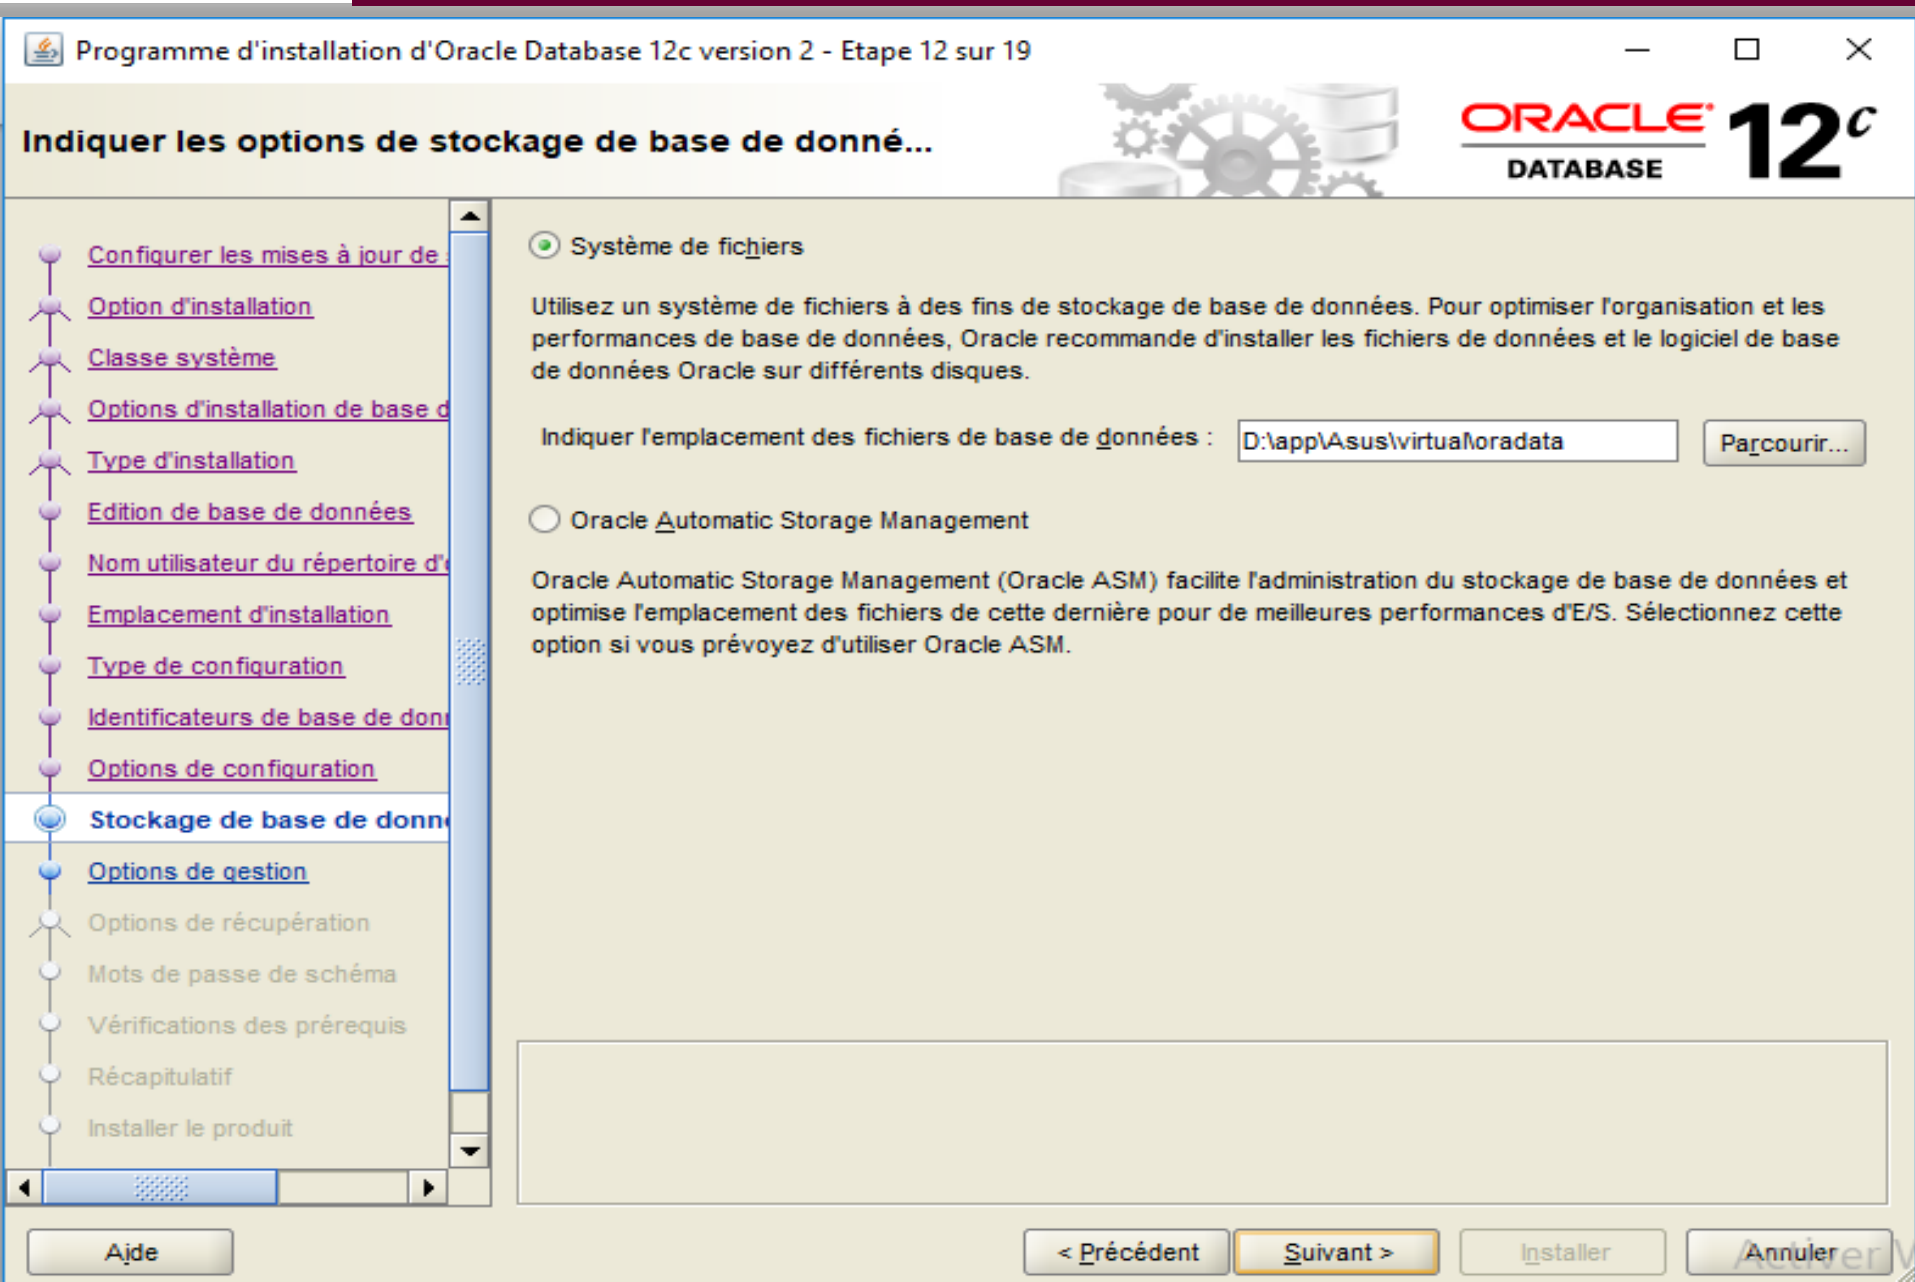 Programme d'installation d'Oracle Database 12c version 2 - Etape 12 sur 19
Indiquer les options de stockage de base de donné...
ORACLE
DATABASE
12c
Configurer les mises à jour de
Option d'installation
Classe système
Options d'installation de base d
Type d'installation
Edition de base de données
Nom utilisateur du répertoire d'
Emplacement d'installation
Type de configuration
Identificateurs de base de don
Options de configuration
Stockage de base de donn
Options de gestion
Options de récupération
Mots de passe de schéma
Vérifications des prérequis
Récapitulatif
Installer le produit
Système de fichiers
Utilisez un système de fichiers à des fins de stockage de base de données. Pour optimiser l'organisation et les
performances de base de données, Oracle recommande d'installer les fichiers de données et le logiciel de base
de données Oracle sur différents disques.
Indiquer l'emplacement des fichiers de base de données :
D:\app\Asus\virtual\oradata
Parcourir...
Oracle Automatic Storage Management
Oracle Automatic Storage Management (Oracle ASM) facilite l'administration du stockage de base de données et
optimise l'emplacement des fichiers de cette dernière pour de meilleures performances d'E/S. Sélectionnez cette
option si vous prévoyez d'utiliser Oracle ASM.
Aide
< Précédent
Suivant >
Installer
Annuler
Activer